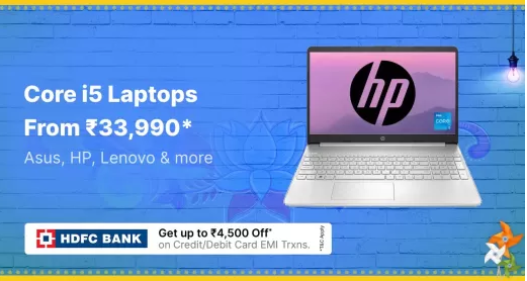 Core i5 Laptops
From ₹33,990*
Asus, HP, Lenovo & more
hp
HDFC BANK
Get up to ₹4,500 Off*
on Credit/Debit Card EMI Trxns.
*T&C Apply